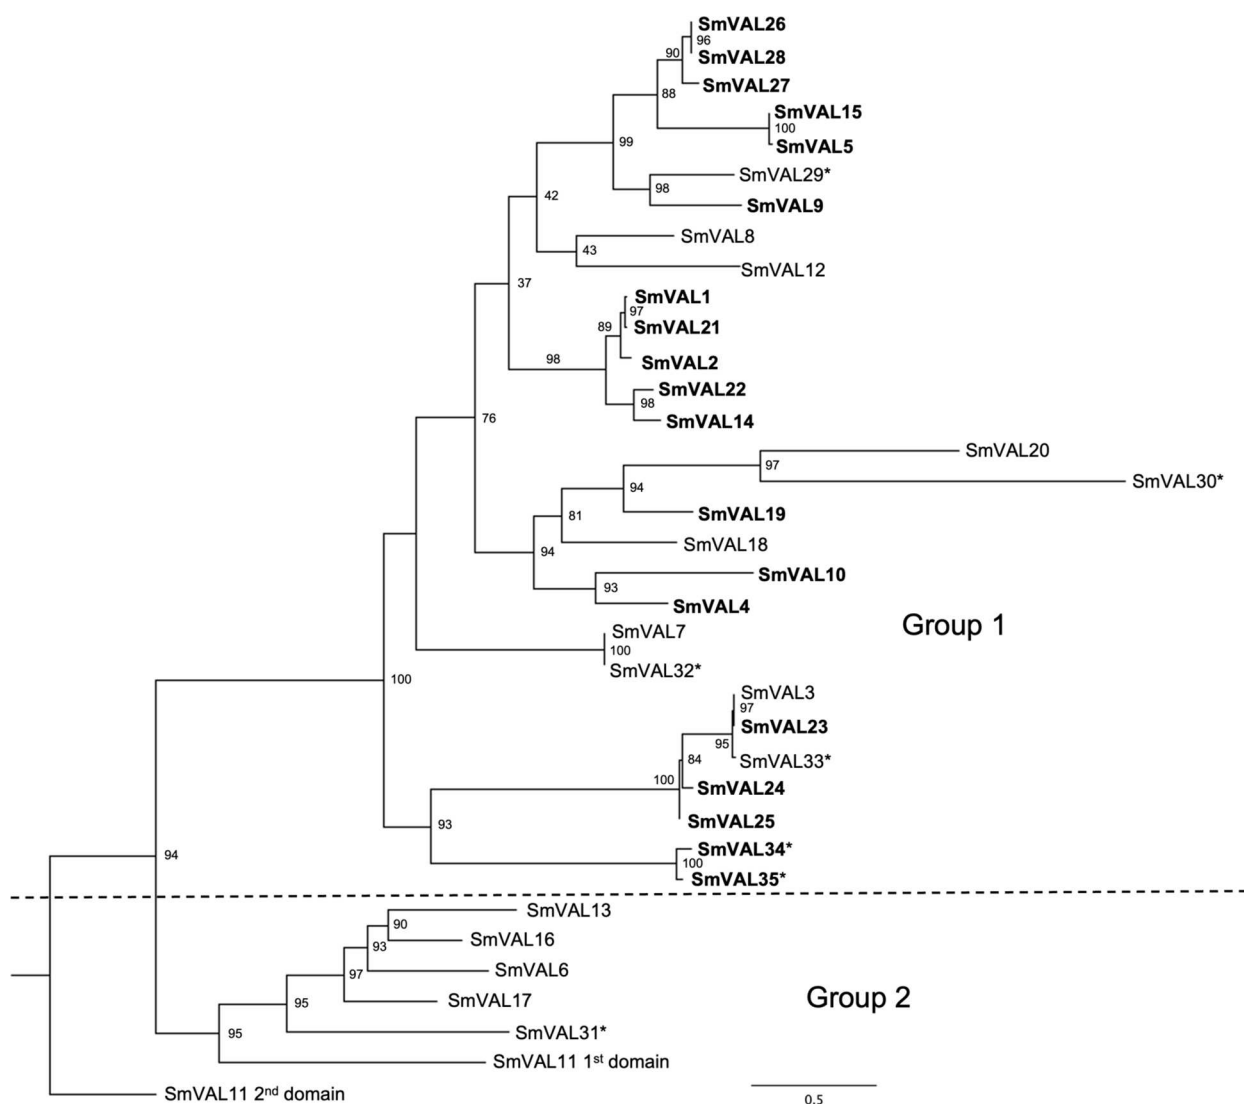 SmVAL26
96
SmVAL28
90
SmVAL27
88
SmVAL15
100
SmVAL5
99
SmVAL29*
98
SmVAL9
42
SmVAL8
43
SmVAL12
37
SmVAL1
97
SmVAL21
89
SmVAL2
98
SmVAL22
98
SmVAL14
76
SmVAL20
97
SmVAL30*
94
SmVAL19
81
SmVAL18
94
SmVAL10
93
SmVAL4
Group 1
SmVAL7
100
SmVAL32*
100
SmVAL3
97
SmVAL23
95
SmVAL33*
84
100
SmVAL24
SmVAL25
93
SmVAL34*
100
SmVAL35*
94
SmVAL13
90
SmVAL16
93
SmVAL6
97
SmVAL17
Group 2
95
SmVAL31*
95
SmVAL11 1st domain
SmVAL11 2nd domain
0.5